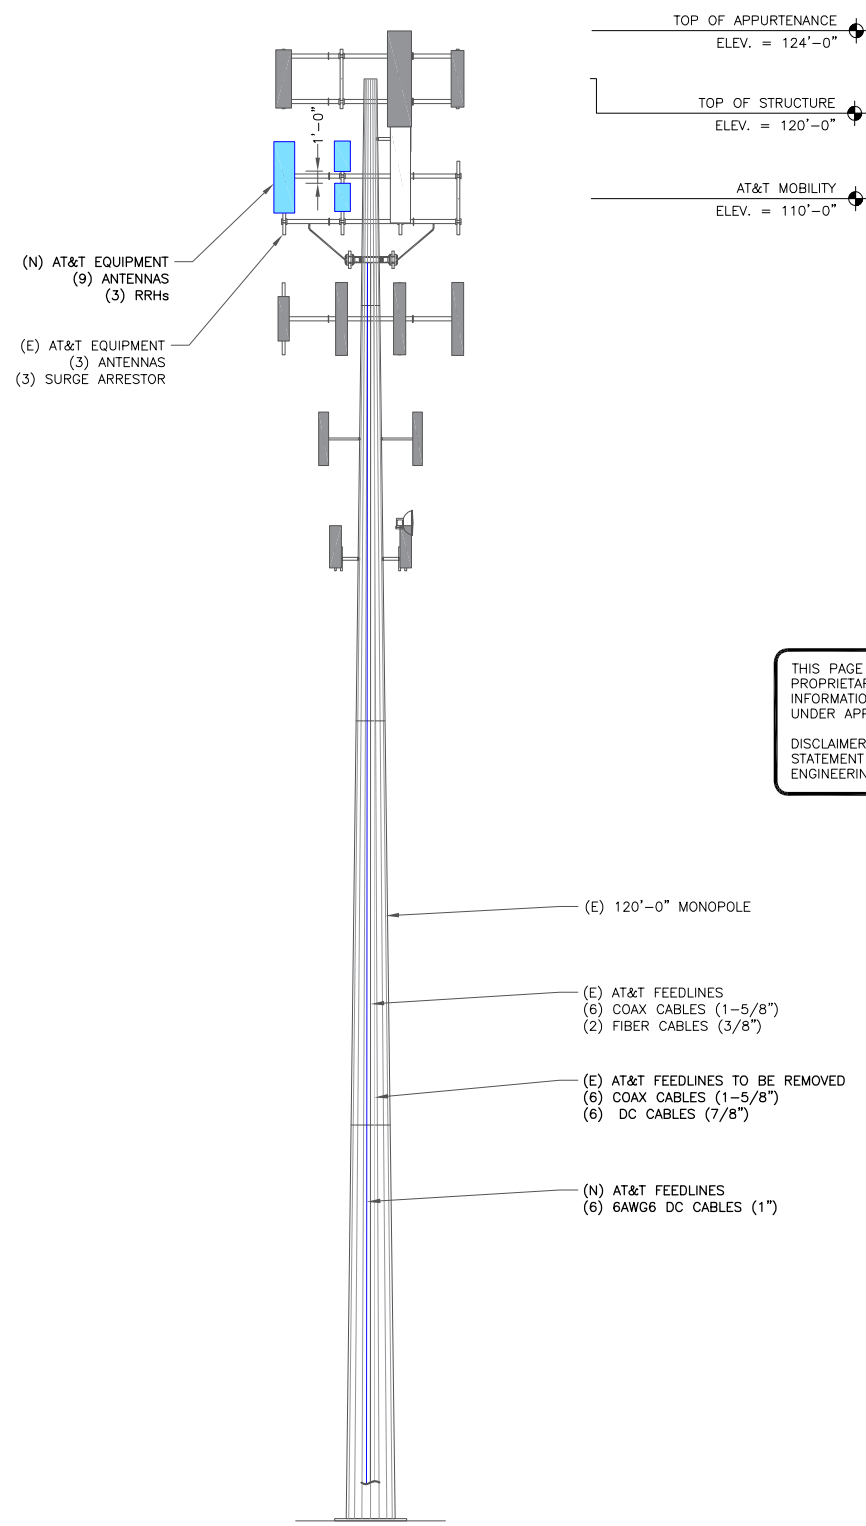 TOP OF APPURTENANCE
ELEV. = 124'-0"
TOP OF STRUCTURE
ELEV. = 120'-0"
AT&T MOBILITY
ELEV. = 110'-0"
1'-0"
(N) AT&T EQUIPMENT
(9) ANTENNAS
(3) RRHs
(E) AT&T EQUIPMENT
(3) ANTENNAS
(3) SURGE ARRESTOR
THIS PAGE
PROPRIETAR
INFORMATIO
UNDER APP
DISCLAIMER
STATEMENT
ENGINEERIN
(E) 120'-0" MONOPOLE
(E) AT&T FEEDLINES
(6) COAX CABLES (1-5/8")
(2) FIBER CABLES (3/8")
(E) AT&T FEEDLINES TO BE REMOVED
(6) COAX CABLES (1-5/8")
(6) DC CABLES (7/8")
(N) AT&T FEEDLINES
(6) 6AWG6 DC CABLES (1")